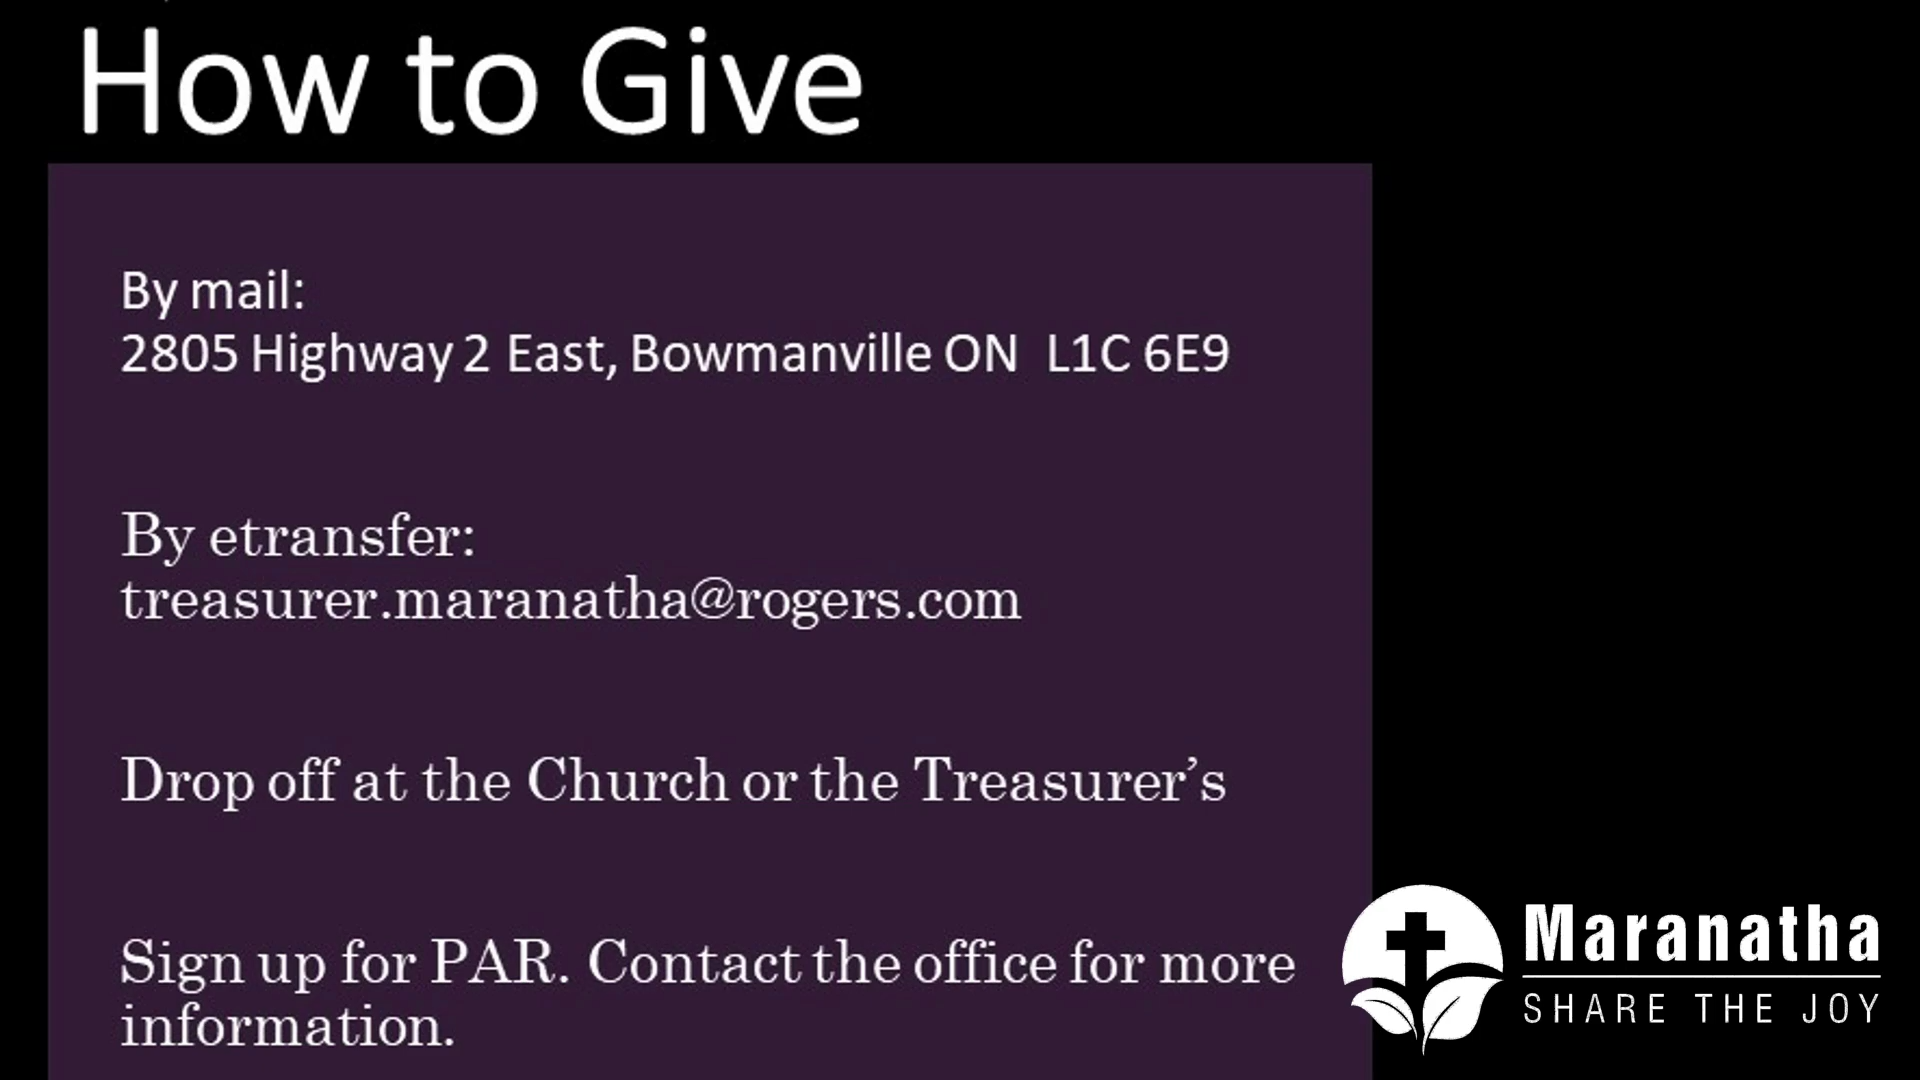 How to Give
By mail:
2805 Highway 2 East, Bowmanville ON L1C 6E9
By etransfer:
treasurer.maranatha@rogers.com
Drop off at the Church or the Treasurer’s
Sign up for PAR. Contact the office for more
information.
Maranatha
SHARE THE JOY